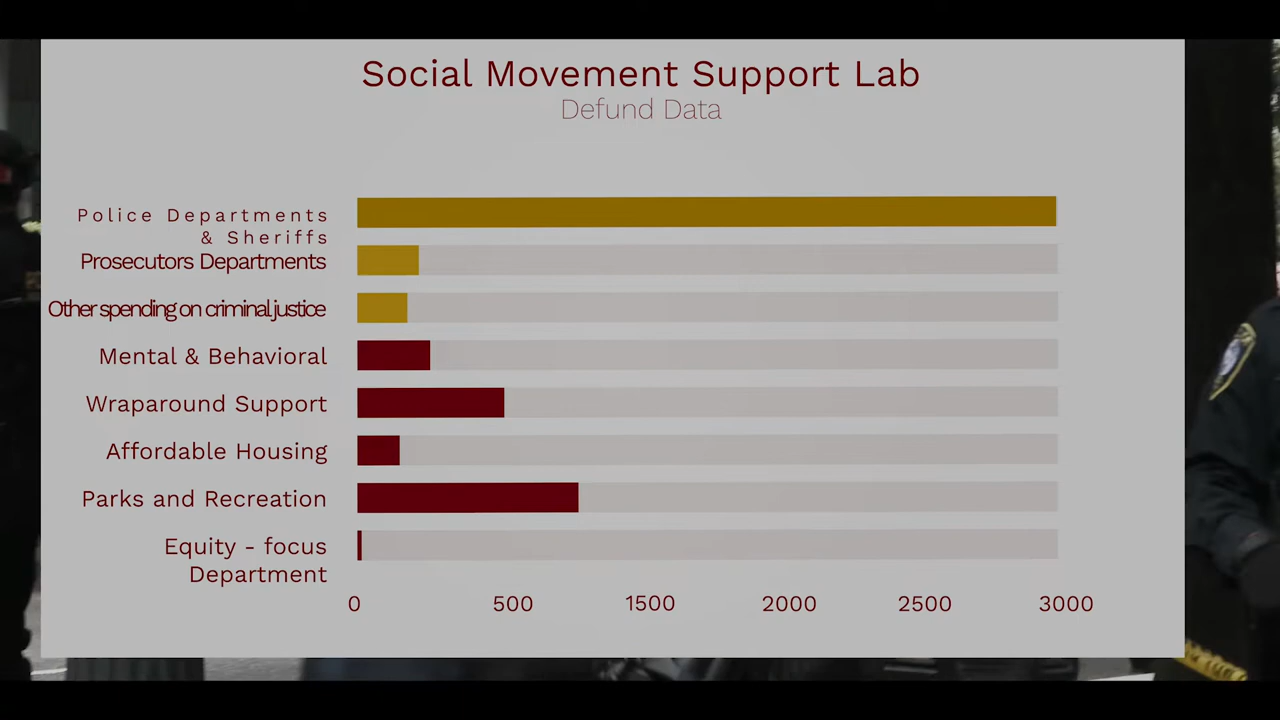 Social Movement Support Lab
Defund Data
Police Departments
& Sheriffs
Prosecutors Departments
Other spending on criminal justice
Mental & Behavioral
Wraparound Support
Affordable Housing
Parks and Recreation
Equity - focus
Department
0 500 1500 2000 2500 3000